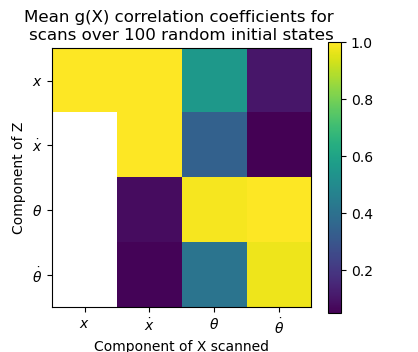 Mean g(X) correlation coefficients for
scans over 100 random initial states
Component of Z
x
ẋ
θ
θ̇
x
ẋ
θ
θ̇
Component of X scanned
1.0
0.8
0.6
0.4
0.2